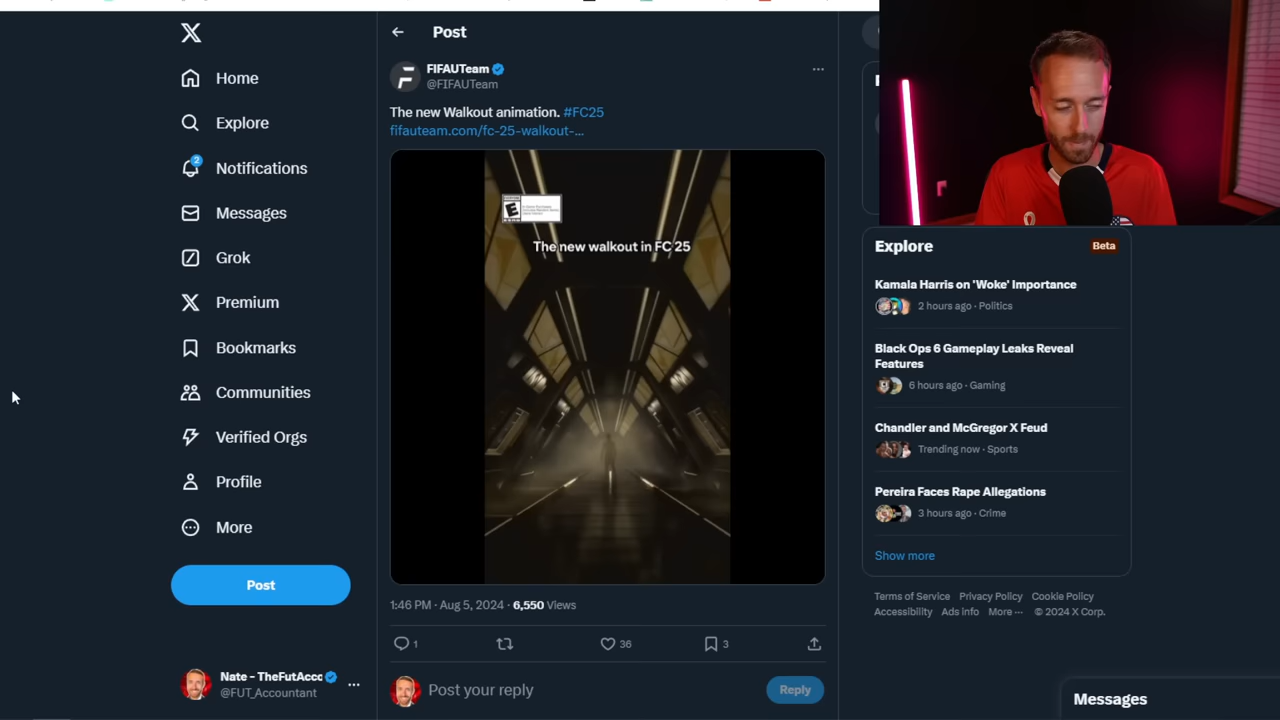 Home
Explore
2
Notifications
Messages
Grok
Premium
Bookmarks
Communities
Verified Orgs
Profile
More
Post
Nate - TheFutAccc
@FUT_Accountant
Post
FIFAUTeam
@FIFAUTeam
The new Walkout animation. #FC25
fifauteam.com/fc-25-walkout-...
E
The new walkout in FC 25
1:46 PM · Aug 5, 2024 · 6,550 Views
1
36
3
Post your reply
Reply
Explore
Beta
Kamala Harris on 'Woke' Importance
2 hours ago · Politics
Black Ops 6 Gameplay Leaks Reveal
Features
6 hours ago · Gaming
Chandler and McGregor X Feud
Trending now · Sports
Pereira Faces Rape Allegations
3 hours ago · Crime
Show more
Terms of Service Privacy Policy Cookie Policy
Accessibility Ads info More ··· © 2024 X Corp.
Messages